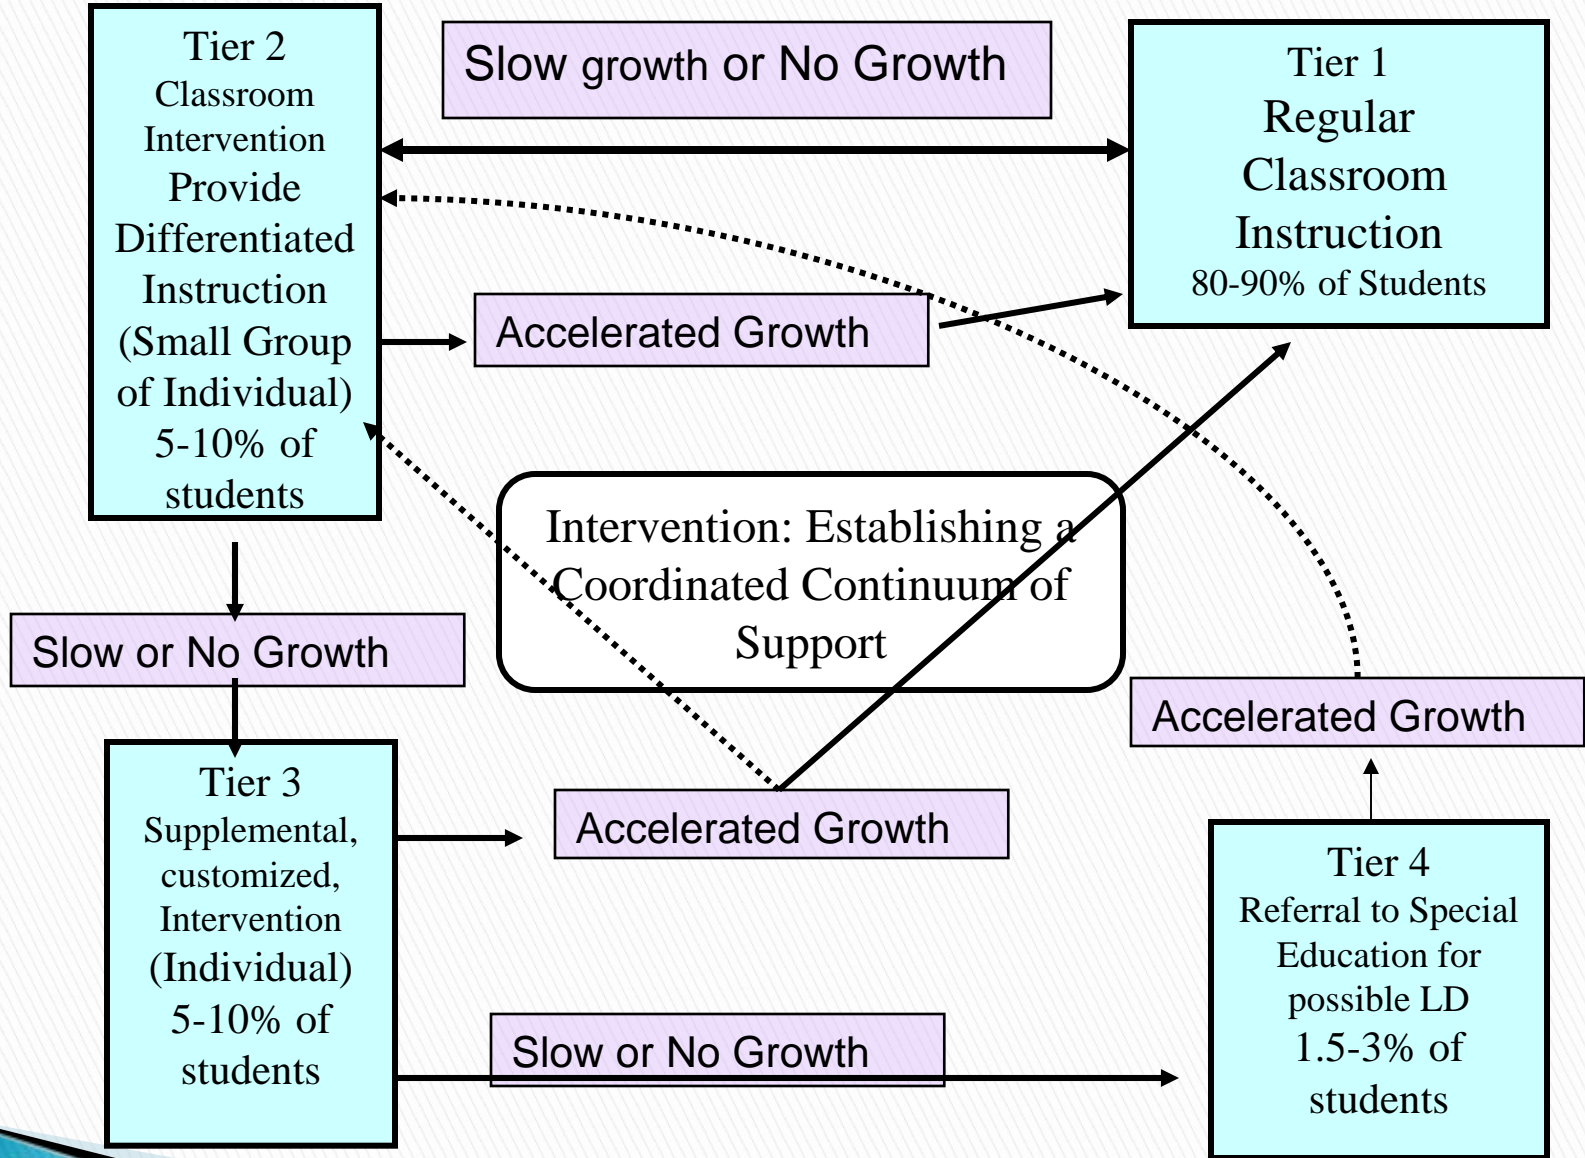 Tier 2
Classroom
Intervention
Provide
Differentiated
Instruction
(Small Group
of Individual)
5-10% of
students
Slow growth or No Growth
Tier 1
Regular
Classroom
Instruction
80-90% of Students
Accelerated Growth
Intervention: Establishing a
Coordinated Continuum of
Support
Slow or No Growth
Accelerated Growth
Tier 3
Supplemental,
customized,
Intervention
(Individual)
5-10% of
students
Accelerated Growth
Slow or No Growth
Tier 4
Referral to Special
Education for
possible LD
1.5-3% of
students